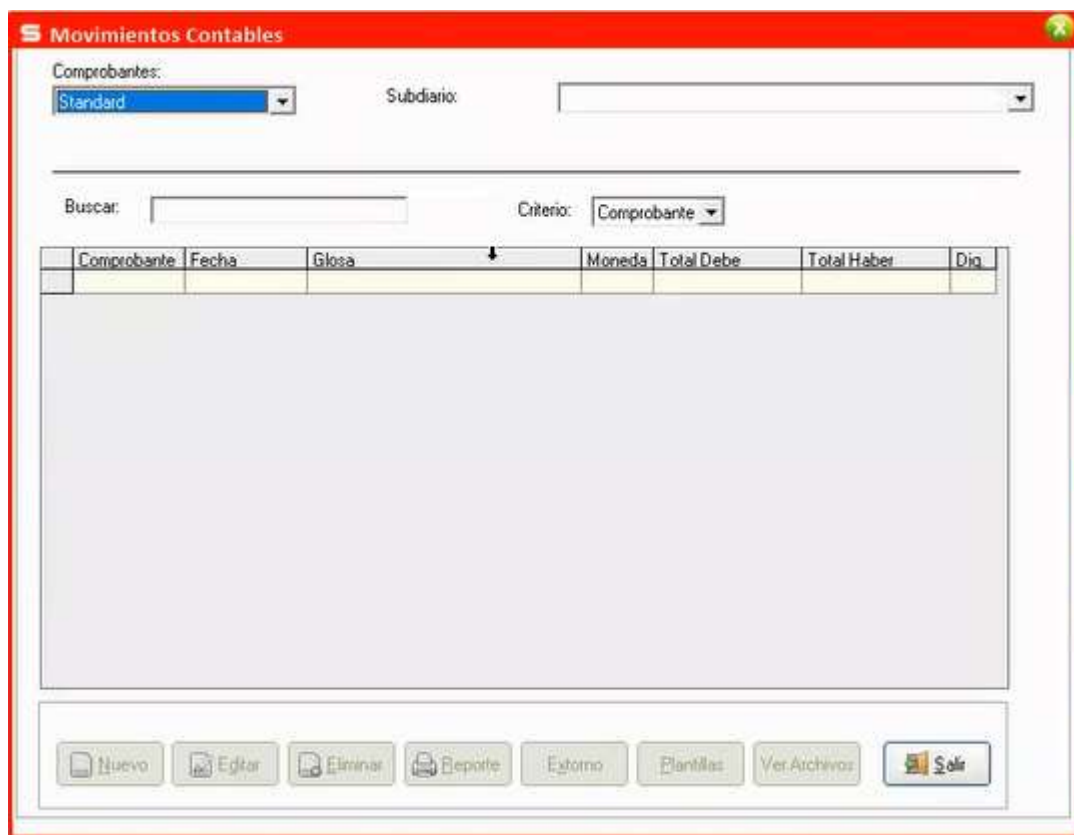 S Movimientos Contables
Comprobantes:
Standard
Subdiario:
Buscar:
Criterio: Comprobante
Comprobante Fecha Glosa Moneda Total Debe Total Haber Dig.
Nuevo Editar Eliminar Reporte Extorno Plantillas Ver Archivos Salir